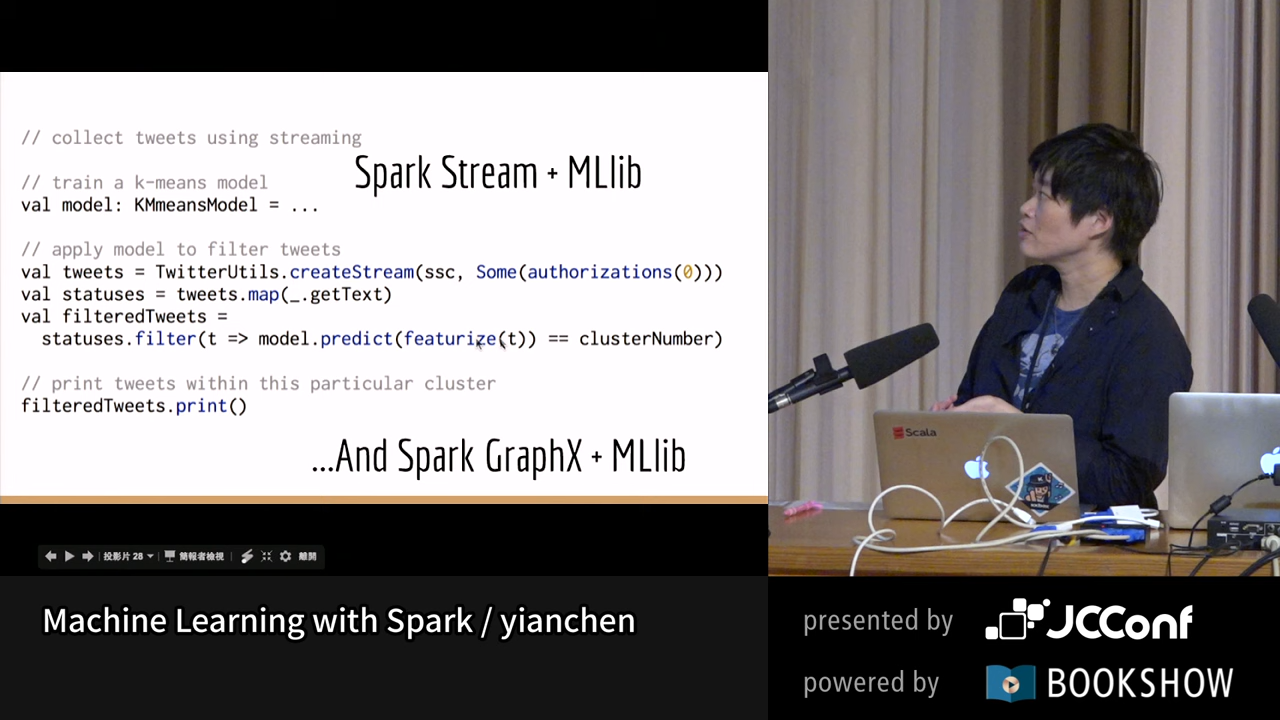 // collect tweets using streaming
Spark Stream + MLlib
// train a k-means model
val model: KMmeansModel = ...
// apply model to filter tweets
val tweets = TwitterUtils.createStream(ssc, Some(authorizations(0)))
val statuses = tweets.map(_.getText)
val filteredTweets =
statuses.filter(t => model.predict(featurize(t)) == clusterNumber)
// print tweets within this particular cluster
filteredTweets.print()
...And Spark GraphX + MLlib
投影片 28
簡報者檢視
離開
Scala
Machine Learning with Spark / yianchen
presented by JCConf
powered by BOOKSHOW